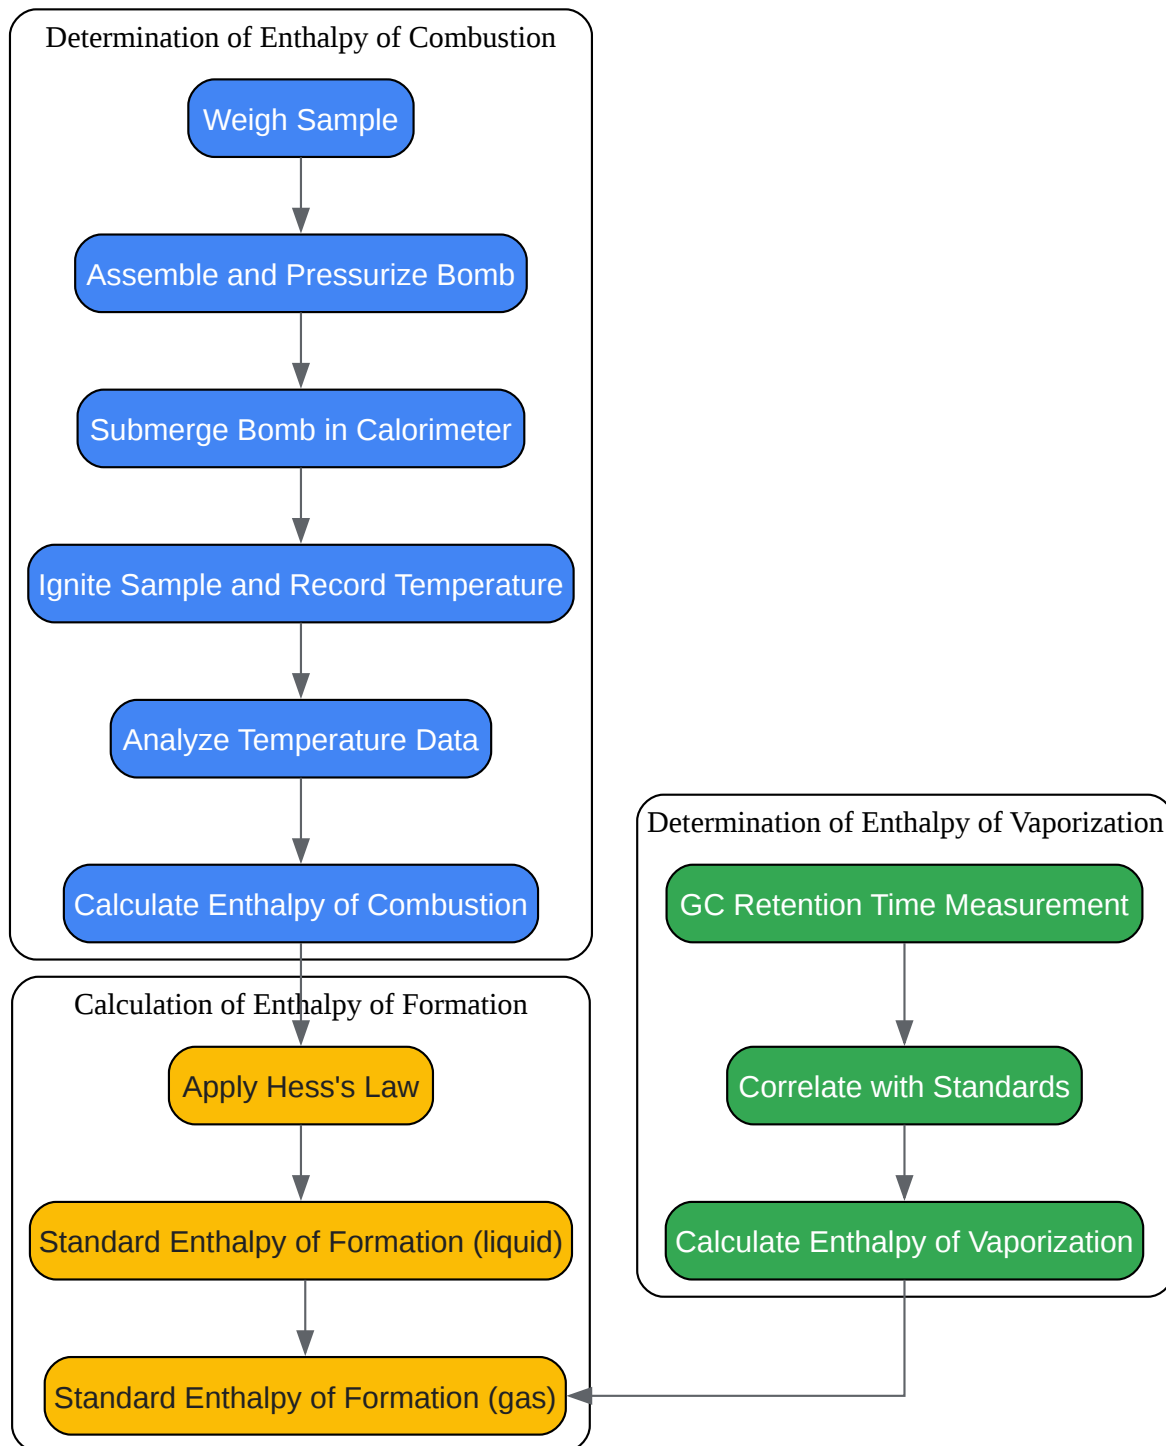 Determination of Enthalpy of Combustion
Weigh Sample
Assemble and Pressurize Bomb
Submerge Bomb in Calorimeter
Ignite Sample and Record Temperature
Analyze Temperature Data
Calculate Enthalpy of Combustion
Calculation of Enthalpy of Formation
Apply Hess's Law
Standard Enthalpy of Formation (liquid)
Standard Enthalpy of Formation (gas)
Determination of Enthalpy of Vaporization
GC Retention Time Measurement
Correlate with Standards
Calculate Enthalpy of Vaporization